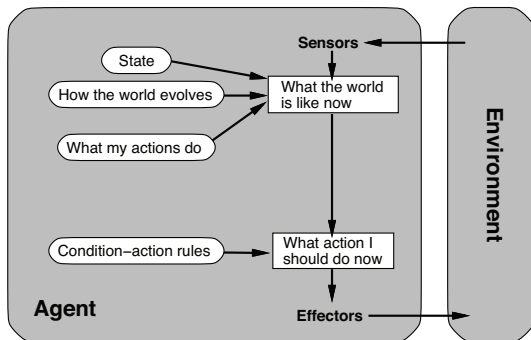 Sensors
State
How the world evolves
What the world
is like now
What my actions do
Condition−action rules
What action I
should do now
Agent
Effectors
Environment